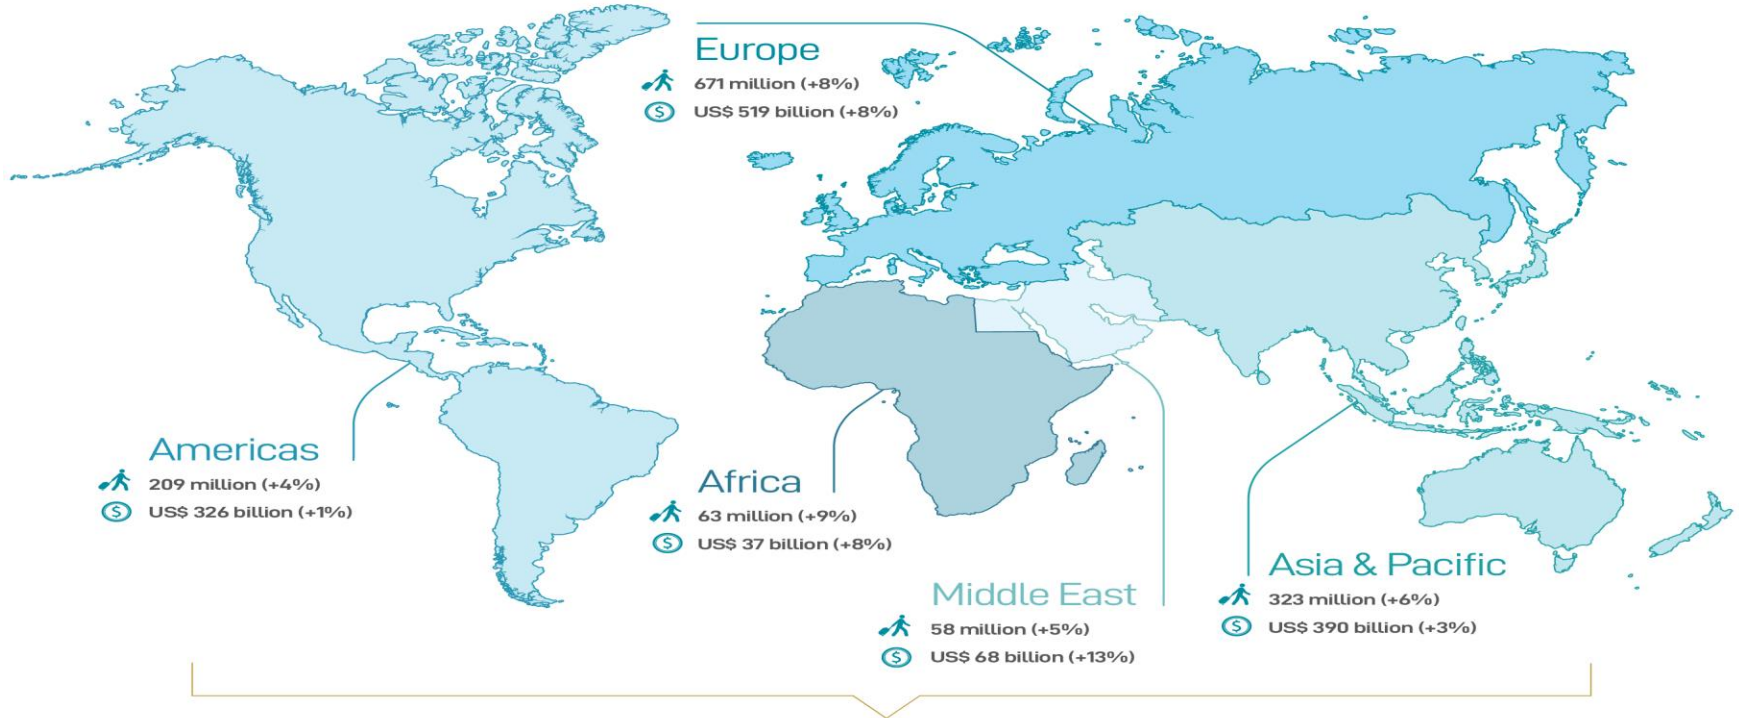 Europe
671 million (+8%)
$ US$ 519 billion (+8%)
Americas
209 million (+4%)
$ US$ 326 billion (+1%)
Africa
63 million (+9%)
$ US$ 37 billion (+8%)
Middle East
58 million (+5%)
$ US$ 68 billion (+13%)
Asia & Pacific
323 million (+6%)
$ US$ 390 billion (+3%)